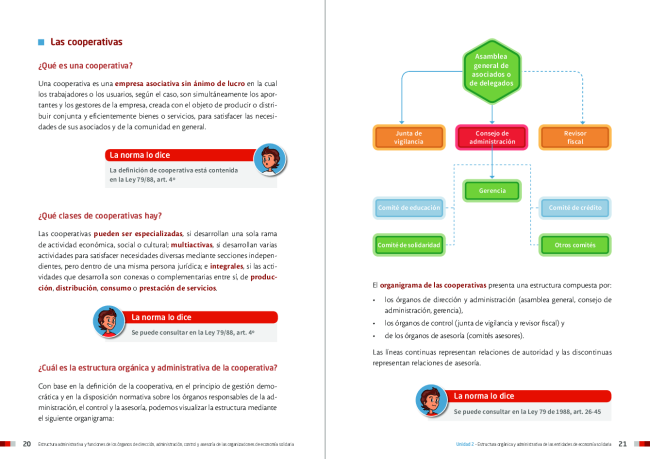 Las cooperativas
¿Qué es una cooperativa?
Una cooperativa es una empresa asociativa sin ánimo de lucro en la cual
los trabajadores o los usuarios, según el caso, son simultáneamente los apor-
tantes y los gestores de la empresa, creada con el objeto de producir o distri-
buir conjunta y eficientemente bienes o servicios, para satisfacer las necesi-
dades de sus asociados y de la comunidad en general.
La norma lo dice
La definición de cooperativa está contenida
en la Ley 79/88, art. 4º
¿Qué clases de cooperativas hay?
Las cooperativas pueden ser especializadas, si desarrollan una sola rama
de actividad económica, social o cultural; multiactivas, si desarrollan varias
actividades para satisfacer necesidades diversas mediante secciones indepen-
dientes, pero dentro de una misma persona jurídica; e integrales, si las acti-
vidades que desarrolla son conexas o complementarias entre sí, de produc-
ción, distribución, consumo o prestación de servicios.
La norma lo dice
Se puede consultar en la Ley 79/88, art. 4º
¿Cuál es la estructura orgánica y administrativa de la cooperativa?
Con base en la definición de la cooperativa, en el principio de gestión demo-
crática y en la disposición normativa sobre los órganos responsables de la ad-
ministración, el control y la asesoría, podemos visualizar la estructura mediante
el siguiente organigrama:
20 Estructura administrativa y funciones de los órganos de dirección, administración, control y asesoría de las organizaciones de economía solidaria
Asamblea
general de
asociados o
de delegados
Junta de
vigilancia
Consejo de
administración
Revisor
fiscal
Gerencia
Comité de educación
Comité de crédito
Comité de solidaridad
Otros comités
El organigrama de las cooperativas presenta una estructura compuesta por:
• los órganos de dirección y administración (asamblea general, consejo de
administración, gerencia),
• los órganos de control (junta de vigilancia y revisor fiscal) y
• de los órganos de asesoría (comités asesores).
Las líneas continuas representan relaciones de autoridad y las discontinuas
representan relaciones de asesoría.
La norma lo dice
Se puede consultar en la Ley 79 de 1988, art. 26-45
Unidad 2 - Estructura orgánica y administrativa de las entidades de economía solidaria 21